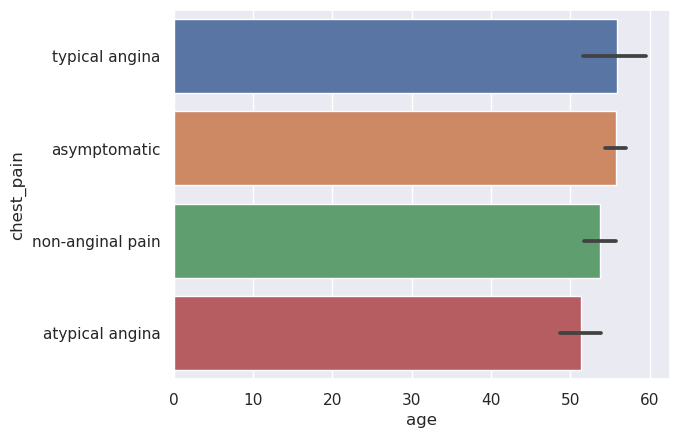 typical angina
asymptomatic
non-anginal pain
atypical angina
chest_pain
0 10 20 30 40 50 60
age